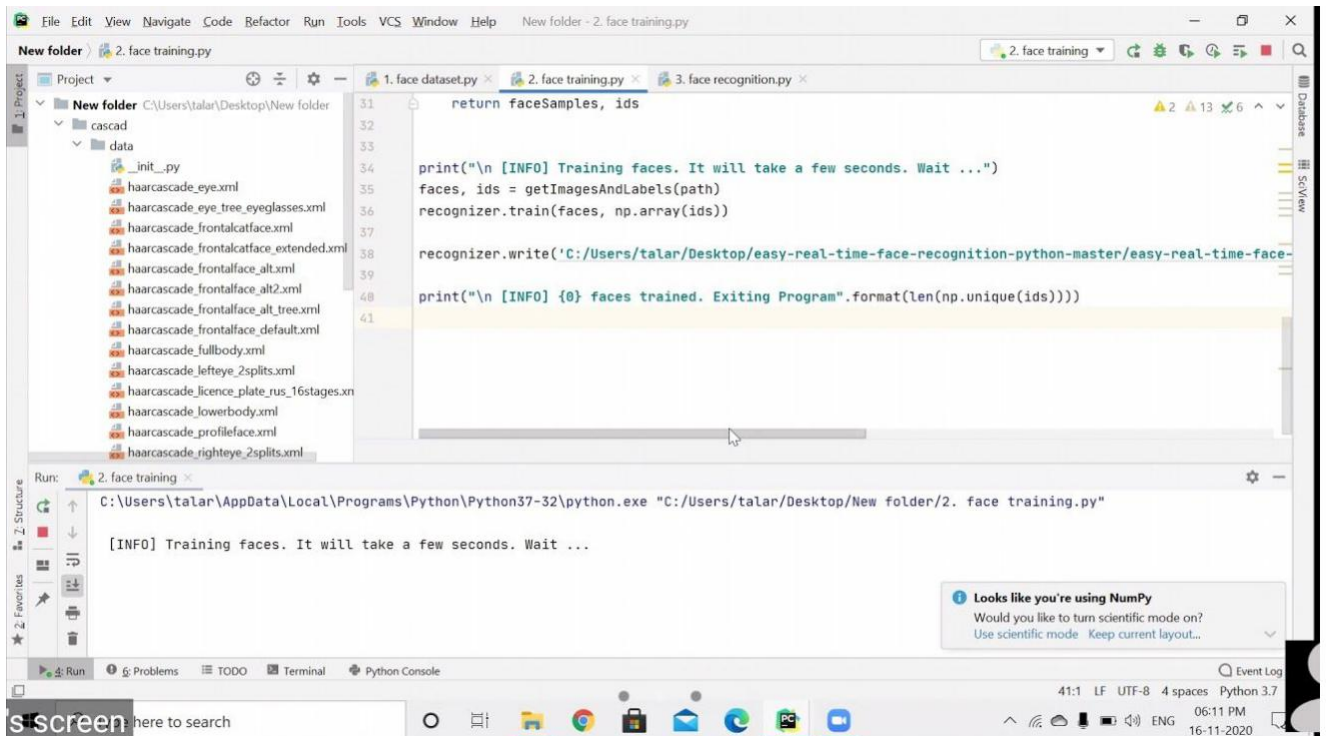 File Edit View Navigate Code Refactor Run Tools VCS Window Help New folder - 2. face training.py
New folder 2. face training.py 2. face training
1: Project
Project
1. face dataset.py 2. face training.py 3. face recognition.py
New folder C:\Users\talar\Desktop\New folder
cascad
data
__init__.py
haarcascade_eye.xml
haarcascade_eye_tree_eyeglasses.xml
haarcascade_frontalcatface.xml
haarcascade_frontalcatface_extended.xml
haarcascade_frontalface_alt.xml
haarcascade_frontalface_alt2.xml
haarcascade_frontalface_alt_tree.xml
haarcascade_frontalface_default.xml
haarcascade_fullbody.xml
haarcascade_lefteye_2splits.xml
haarcascade_licence_plate_rus_16stages.xm
haarcascade_lowerbody.xml
haarcascade_profileface.xml
haarcascade_righteye_2splits.xml
31 return faceSamples, ids
32
33
34 print("\n [INFO] Training faces. It will take a few seconds. Wait ...")
35 faces, ids = getImagesAndLabels(path)
36 recognizer.train(faces, np.array(ids))
37
38 recognizer.write('C:/Users/talar/Desktop/easy-real-time-face-recognition-python-master/easy-real-time-face-
39
40 print("\n [INFO] {0} faces trained. Exiting Program".format(len(np.unique(ids))))
41
2 13 6
Database
SciView
Run: 2. face training
C:\Users\talar\AppData\Local\Programs\Python\Python37-32\python.exe "C:/Users/talar/Desktop/New folder/2. face training.py"
[INFO] Training faces. It will take a few seconds. Wait ...
Z: Structure
2: Favorites
Looks like you're using NumPy
Would you like to turn scientific mode on?
Use scientific mode Keep current layout...
4: Run 6: Problems TODO Terminal Python Console Event Log
41:1 LF UTF-8 4 spaces Python 3.7
's screen
here to search
ENG
06:11 PM
16-11-2020